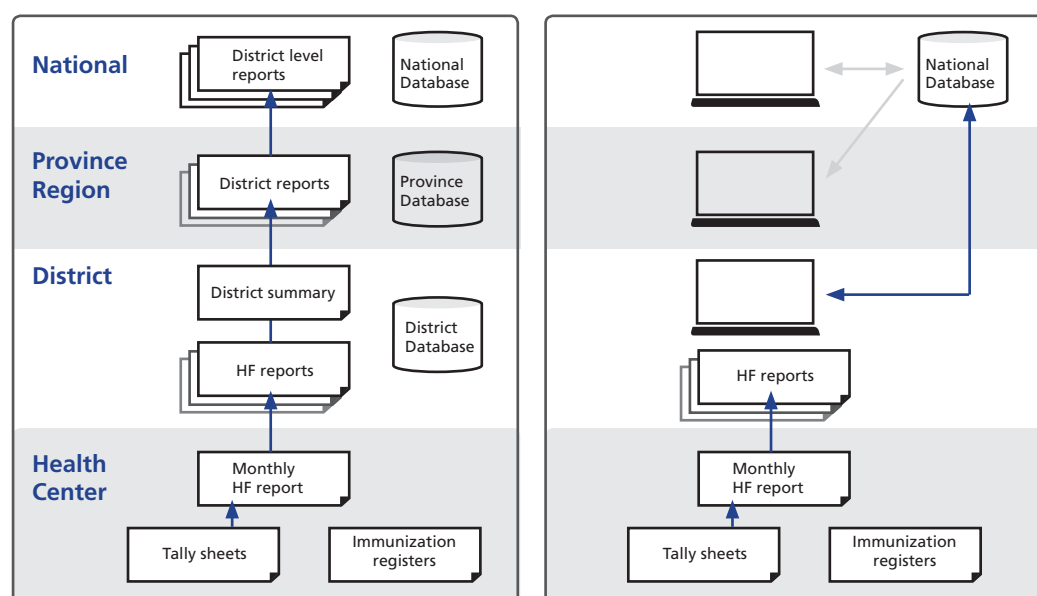 National
District level
reports
National
Database
Province
Region
District reports
Province
Database
District
District summary
District
Database
HF reports
Health
Center
Monthly
HF report
Tally sheets
Immunization
registers
National
Database
HF reports
Monthly
HF report
Tally sheets
Immunization
registers